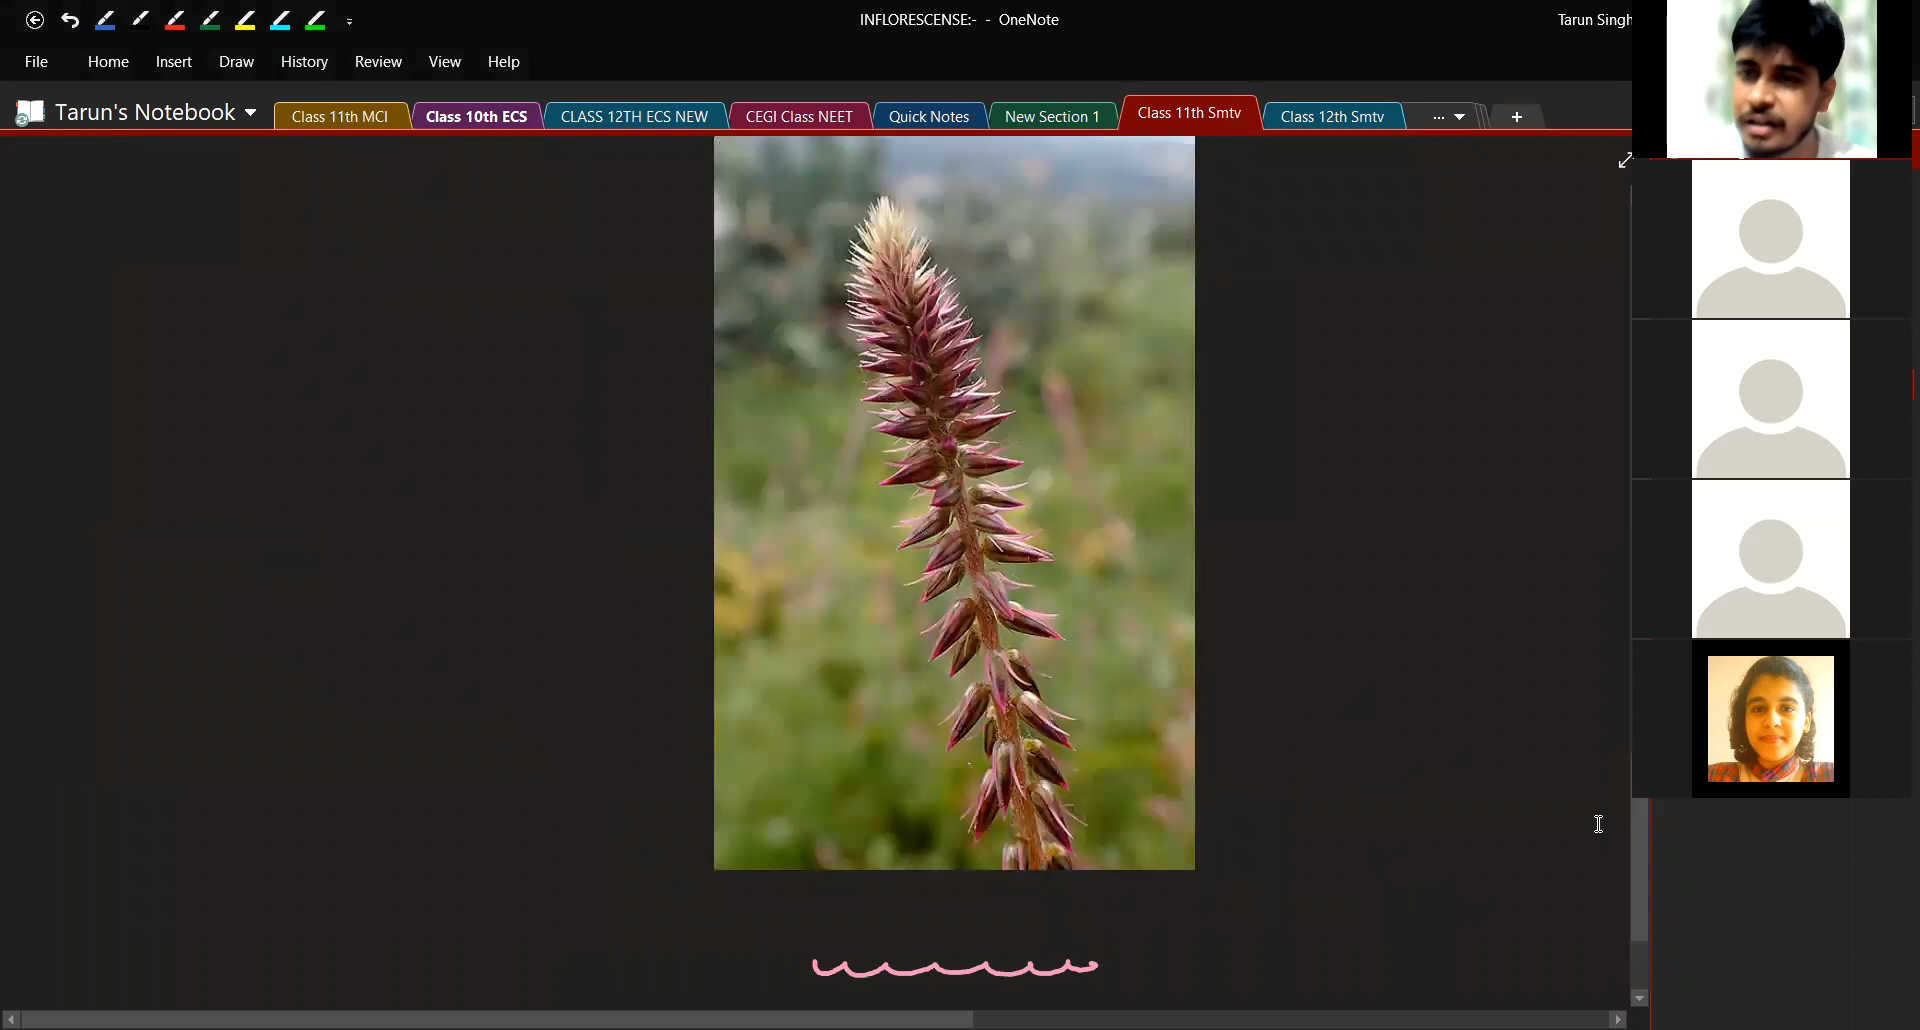 INFLORESCENSE:- - OneNote
Tarun Singh
File Home Insert Draw History Review View Help
Tarun's Notebook
Class 11th MCI
Class 10th ECS
CLASS 12TH ECS NEW
CEGI Class NEET
Quick Notes
New Section 1
Class 11th Smtv
Class 12th Smtv
...
+